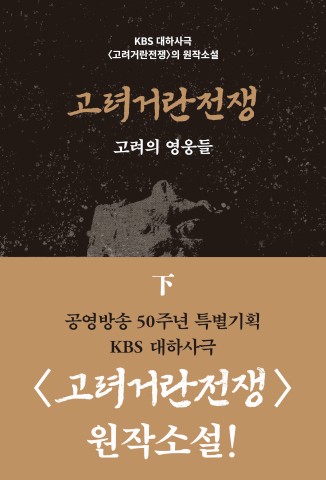 KBS 대하사극
〈고려거란전쟁〉의 원작소설
고려거란전쟁
고려의 영웅들
下
공영방송 50주년 특별기획
KBS 대하사극
〈고려거란전쟁〉
원작소설!